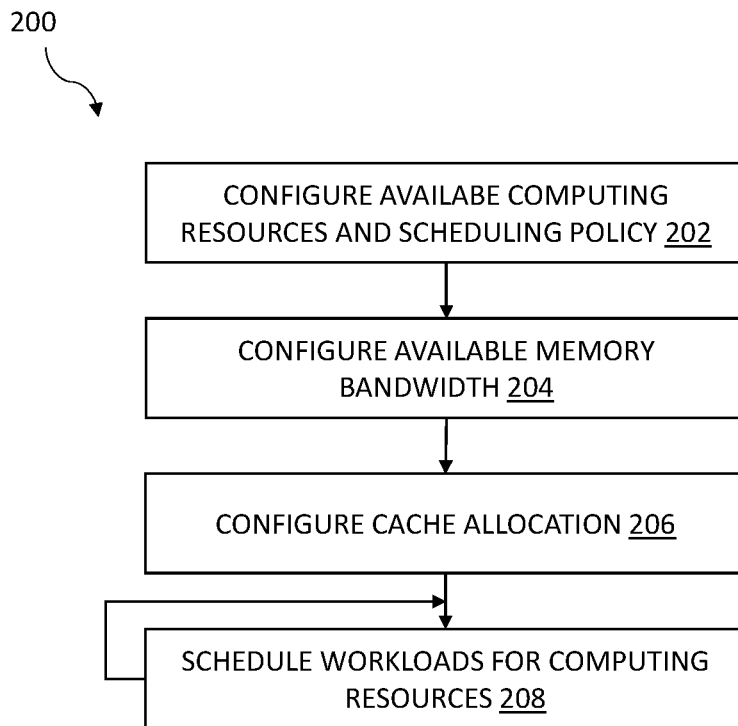 200
CONFIGURE AVAILABE COMPUTING
RESOURCES AND SCHEDULING POLICY 202
CONFIGURE AVAILABLE MEMORY
BANDWIDTH 204
CONFIGURE CACHE ALLOCATION 206
SCHEDULE WORKLOADS FOR COMPUTING
RESOURCES 208